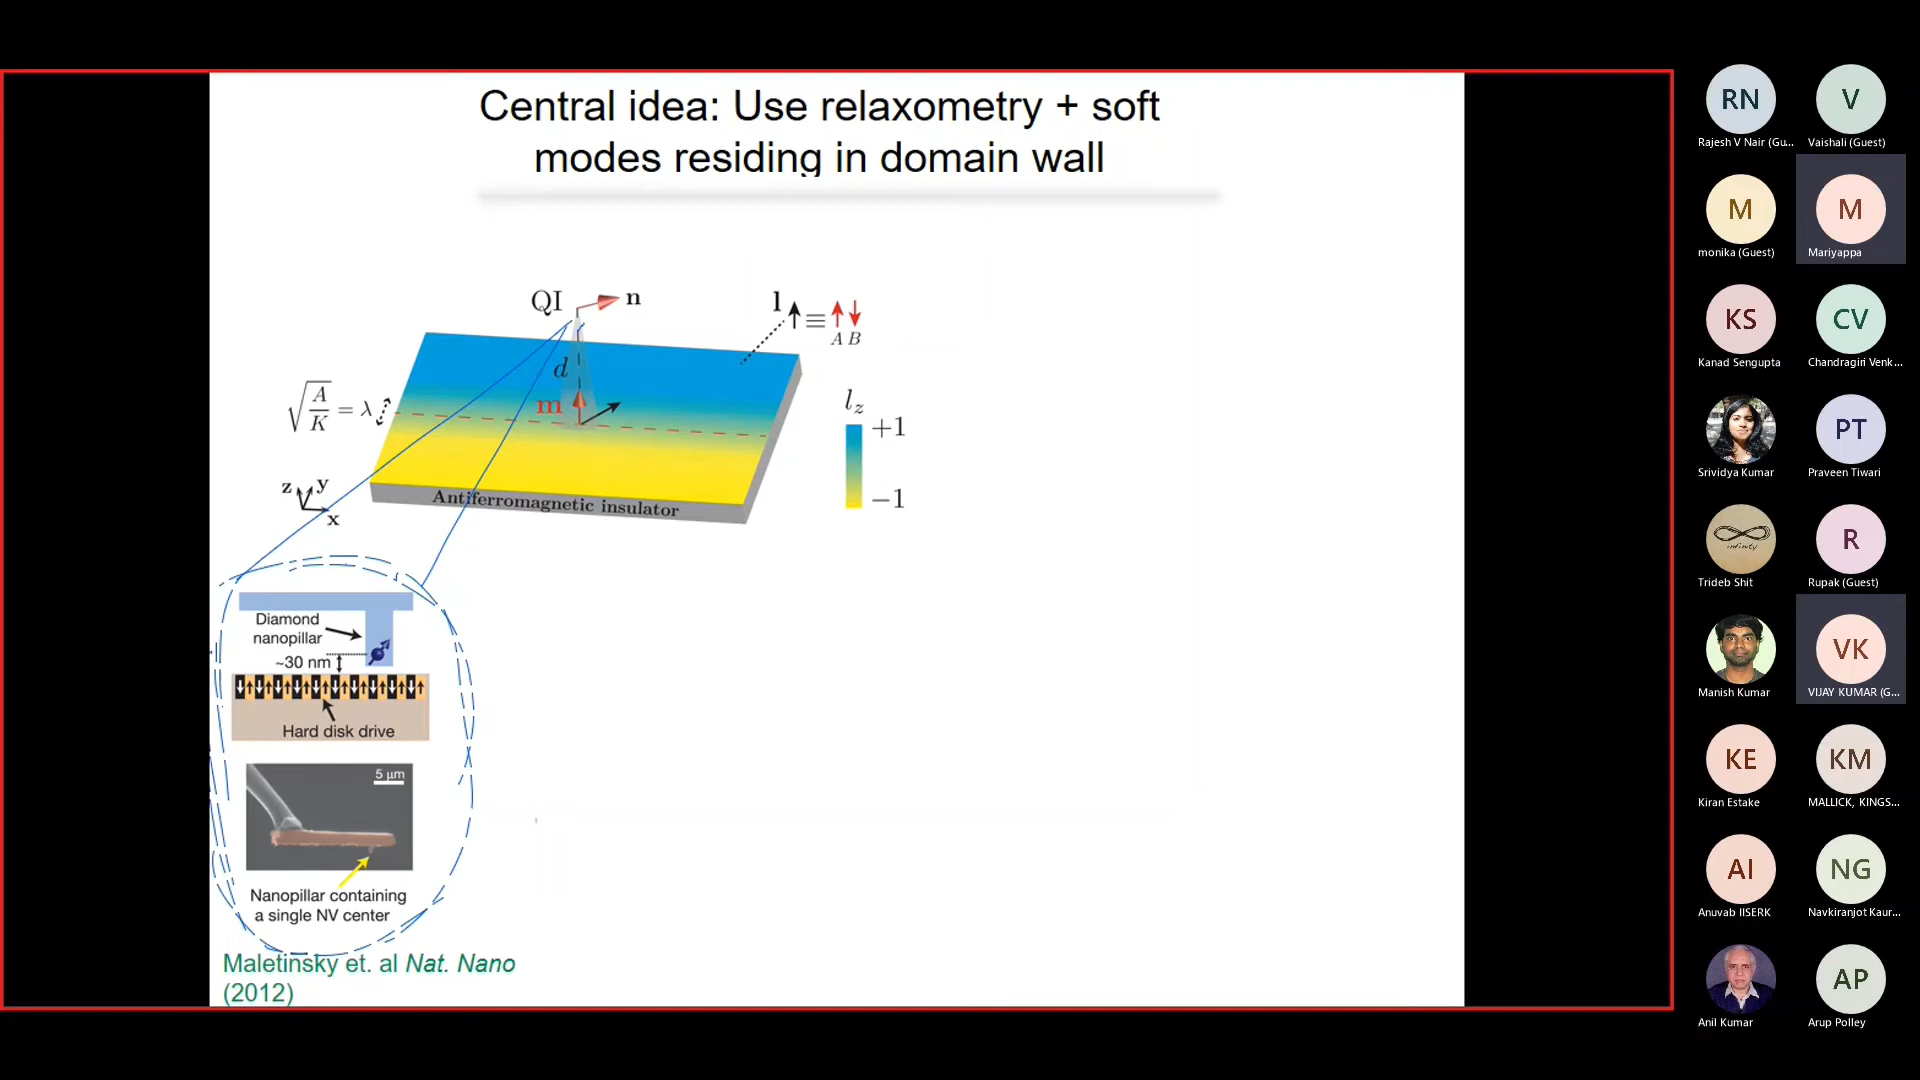 Central idea: Use relaxometry + soft
modes residing in domain wall
QI
n
l ≡
A B
d
m
√A/K = λ
l_z
+1
−1
z y
x
Antiferromagnetic insulator
Diamond
nanopillar
~30 nm
Hard disk drive
5 µm
Nanopillar containing
a single NV center
Maletinsky et. al Nat. Nano
(2012)
RN
Rajesh V Nair (Gu...
V
Vaishali (Guest)
M
monika (Guest)
M
Mariyappa
KS
Kanad Sengupta
CV
Chandragiri Venk...
Srividya Kumar
PT
Praveen Tiwari
infinity
Trideb Shit
R
Rupak (Guest)
Manish Kumar
VK
VIJAY KUMAR (G...
KE
Kiran Estake
KM
MALLICK, KINGS...
AI
Anuvab IISERK
NG
Navkiranjot Kaur...
Anil Kumar
AP
Arup Polley